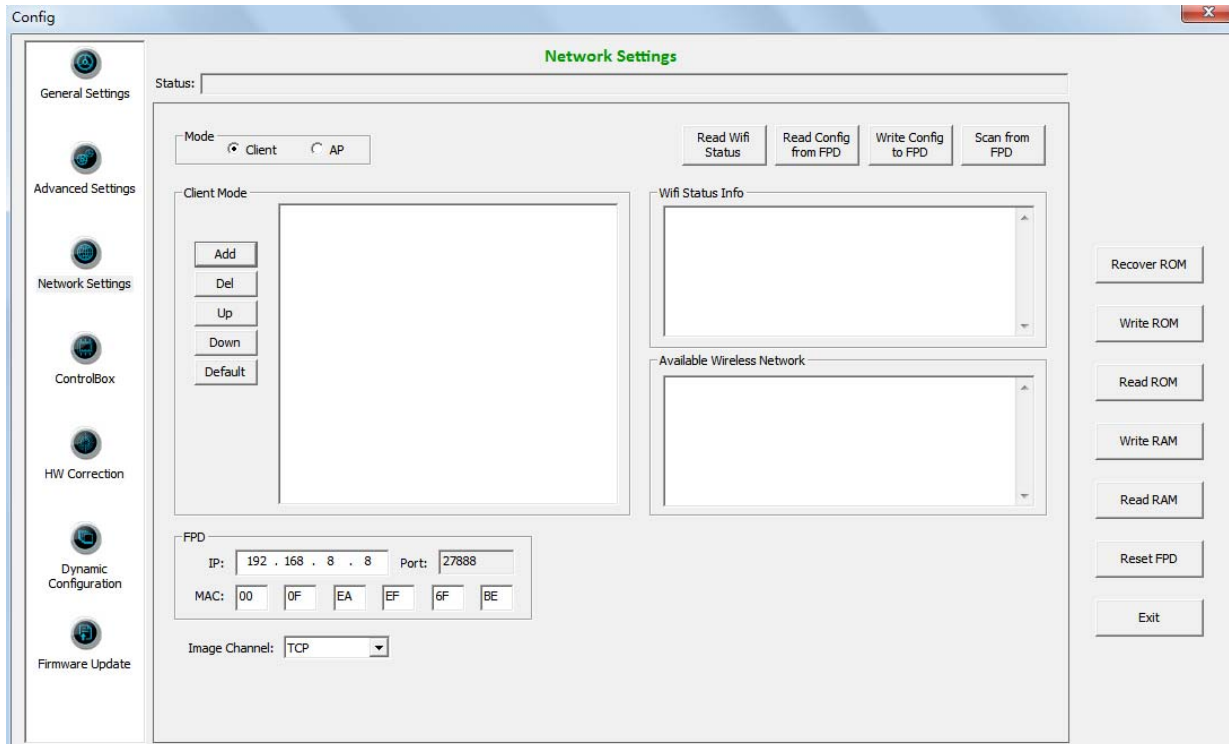 Config
Network Settings
Status:
General Settings
Advanced Settings
Network Settings
ControlBox
HW Correction
Dynamic
Configuration
Firmware Update
Mode
Client
AP
Read Wifi
Status
Read Config
from FPD
Write Config
to FPD
Scan from
FPD
Client Mode
Add
Del
Up
Down
Default
Wifi Status Info
Available Wireless Network
FPD
IP: 192 . 168 . 8 . 8 Port: 27888
MAC: 00 0F EA EF 6F BE
Image Channel: TCP
Recover ROM
Write ROM
Read ROM
Write RAM
Read RAM
Reset FPD
Exit